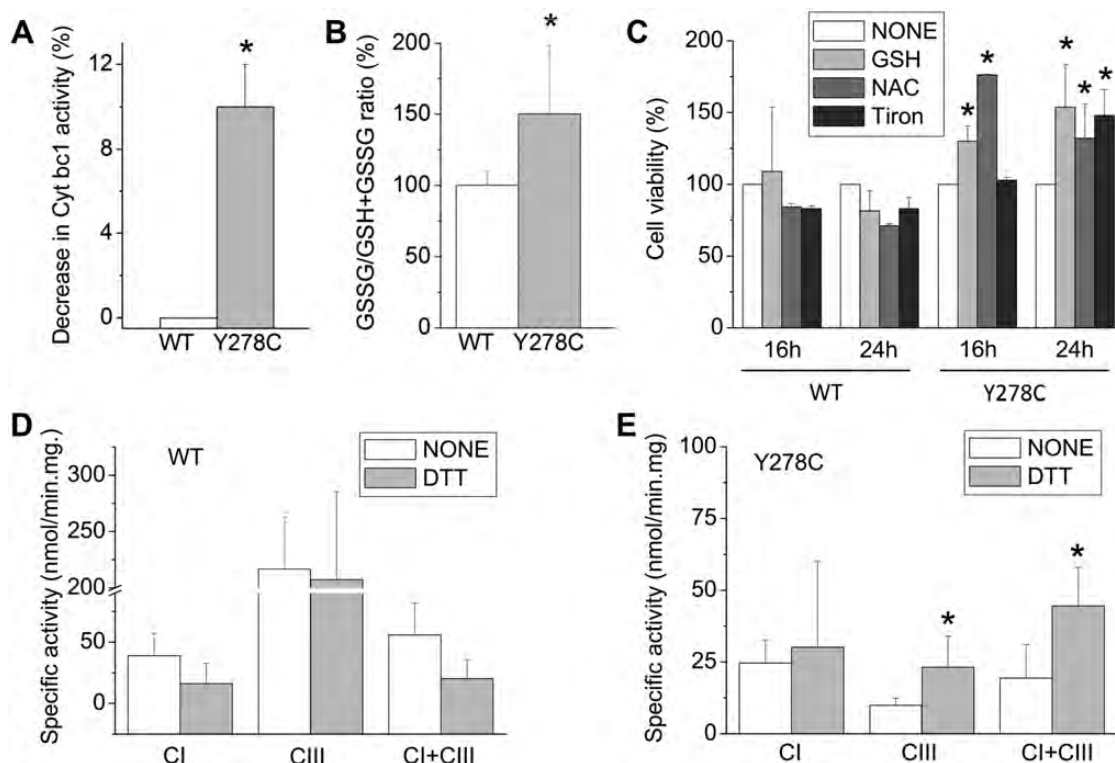 A
Decrease in Cyt bc1 activity (%)
12
8
4
0
*
WT Y278C
B
GSSG/GSH+GSSG ratio (%)
200
150
100
50
0
*
WT Y278C
C
Cell viability (%)
200
150
100
50
0
NONE
GSH
NAC
Tiron
* * * * *
16h 24h 16h 24h
WT Y278C
D
Specific activity (nmol/min.mg.)
WT
NONE
DTT
300
250
200
50
0
CI CIII CI+CIII
E
Specific activity (nmol/min.mg)
Y278C
NONE
DTT
100
75
50
25
0
* *
CI CIII CI+CIII